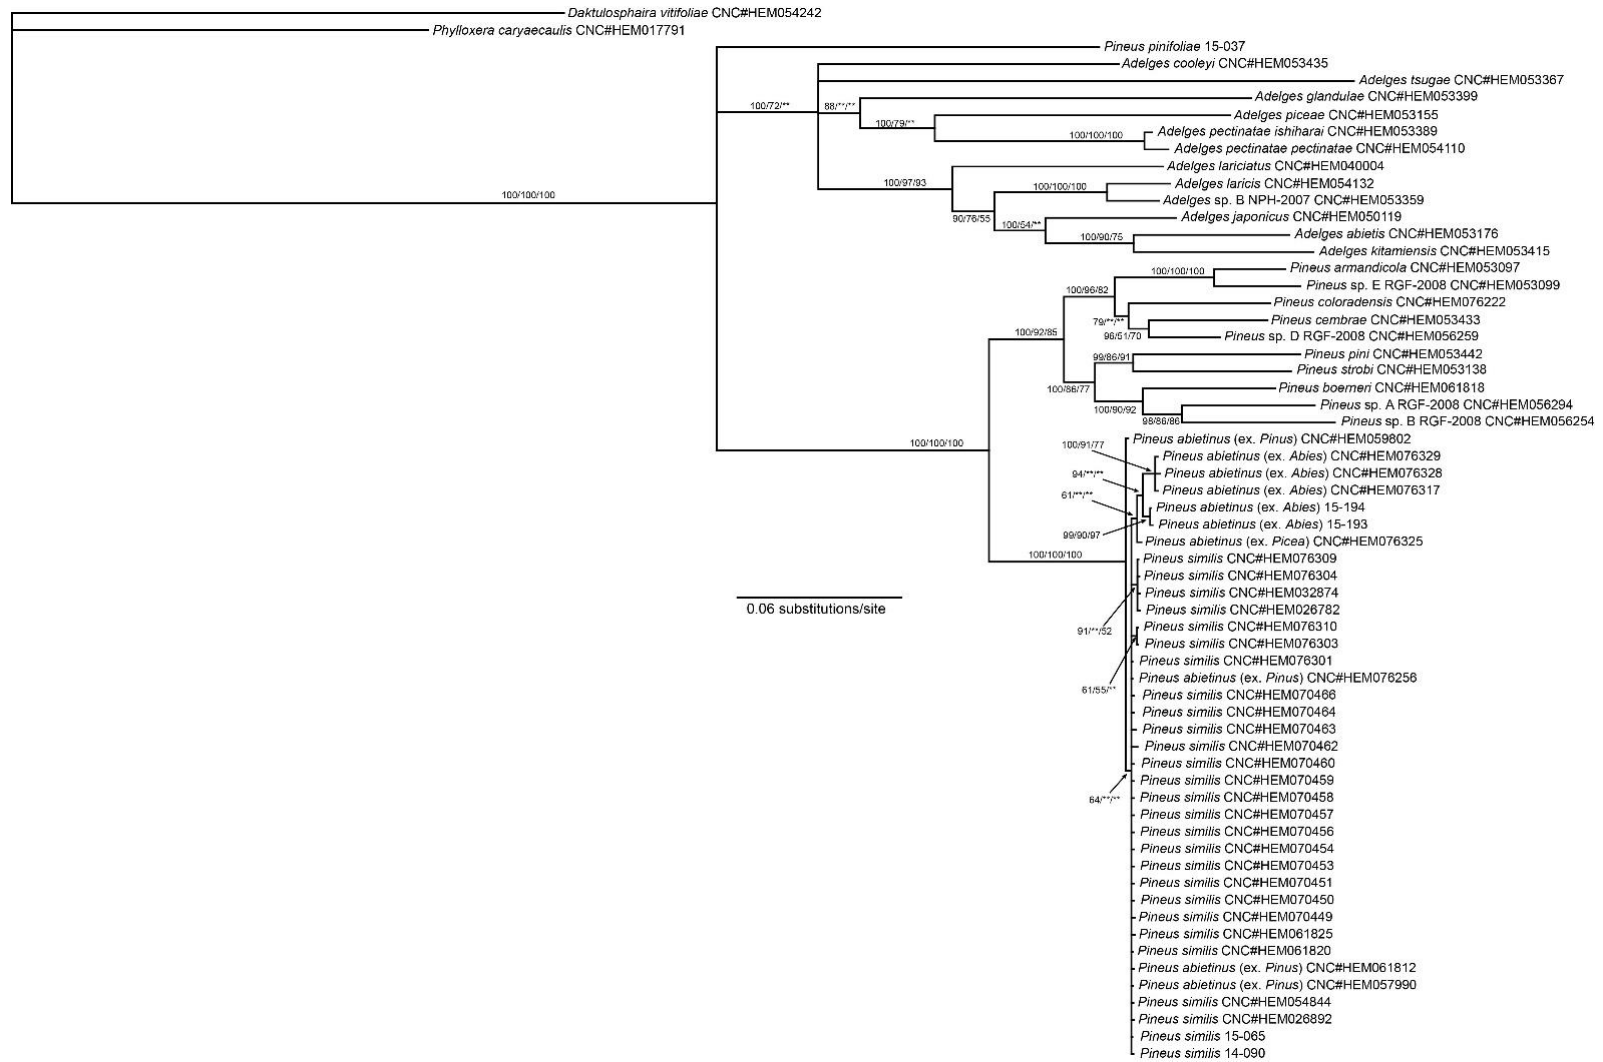 Daktulosphaira vitifoliae CNC#HEM054242
Phylloxera caryaecaulis CNC#HEM017791
Pineus pinifoliae 15-037
Adelges cooleyi CNC#HEM053435
Adelges tsugae CNC#HEM053367
Adelges glandulae CNC#HEM053399
100/72/**
88/**/**
Adelges piceae CNC#HEM053155
100/79/**
Adelges pectinatae ishiharai CNC#HEM053389
100/100/100
Adelges pectinatae pectinatae CNC#HEM054110
Adelges lariciatus CNC#HEM040004
100/97/93
Adelges laricis CNC#HEM054132
100/100/100
100/100/100
Adelges sp. B NPH-2007 CNC#HEM053359
90/76/55
Adelges japonicus CNC#HEM050119
100/54/**
Adelges abietis CNC#HEM053176
100/90/75
Adelges kitamiensis CNC#HEM053415
Pineus armandicola CNC#HEM053097
100/100/100
Pineus sp. E RGF-2008 CNC#HEM053099
100/96/82
Pineus coloradensis CNC#HEM076222
79/**/**
Pineus cembrae CNC#HEM053433
100/92/85
96/51/70
Pineus sp. D RGF-2008 CNC#HEM056259
Pineus pini CNC#HEM053442
99/86/91
Pineus strobi CNC#HEM053138
100/86/77
Pineus boerneri CNC#HEM061818
Pineus sp. A RGF-2008 CNC#HEM056294
100/90/92
98/86/86
Pineus sp. B RGF-2008 CNC#HEM056254
100/100/100
Pineus abietinus (ex. Pinus) CNC#HEM059802
100/91/77
Pineus abietinus (ex. Abies) CNC#HEM076329
94/**/**
Pineus abietinus (ex. Abies) CNC#HEM076328
61/**/**
Pineus abietinus (ex. Abies) CNC#HEM076317
Pineus abietinus (ex. Abies) 15-194
Pineus abietinus (ex. Abies) 15-193
99/90/97
Pineus abietinus (ex. Picea) CNC#HEM076325
100/100/100
Pineus similis CNC#HEM076309
Pineus similis CNC#HEM076304
Pineus similis CNC#HEM032874
0.06 substitutions/site
Pineus similis CNC#HEM026782
91/**/52
Pineus similis CNC#HEM076310
Pineus similis CNC#HEM076303
Pineus similis CNC#HEM076301
Pineus abietinus (ex. Pinus) CNC#HEM076256
61/55/**
Pineus similis CNC#HEM070466
Pineus similis CNC#HEM070464
Pineus similis CNC#HEM070463
Pineus similis CNC#HEM070462
Pineus similis CNC#HEM070460
Pineus similis CNC#HEM070459
64/**/**
Pineus similis CNC#HEM070458
Pineus similis CNC#HEM070457
Pineus similis CNC#HEM070456
Pineus similis CNC#HEM070454
Pineus similis CNC#HEM070453
Pineus similis CNC#HEM070451
Pineus similis CNC#HEM070450
Pineus similis CNC#HEM070449
Pineus similis CNC#HEM061825
Pineus similis CNC#HEM061820
Pineus abietinus (ex. Pinus) CNC#HEM061812
Pineus abietinus (ex. Pinus) CNC#HEM057990
Pineus similis CNC#HEM054844
Pineus similis CNC#HEM026892
Pineus similis 15-065
Pineus similis 14-090